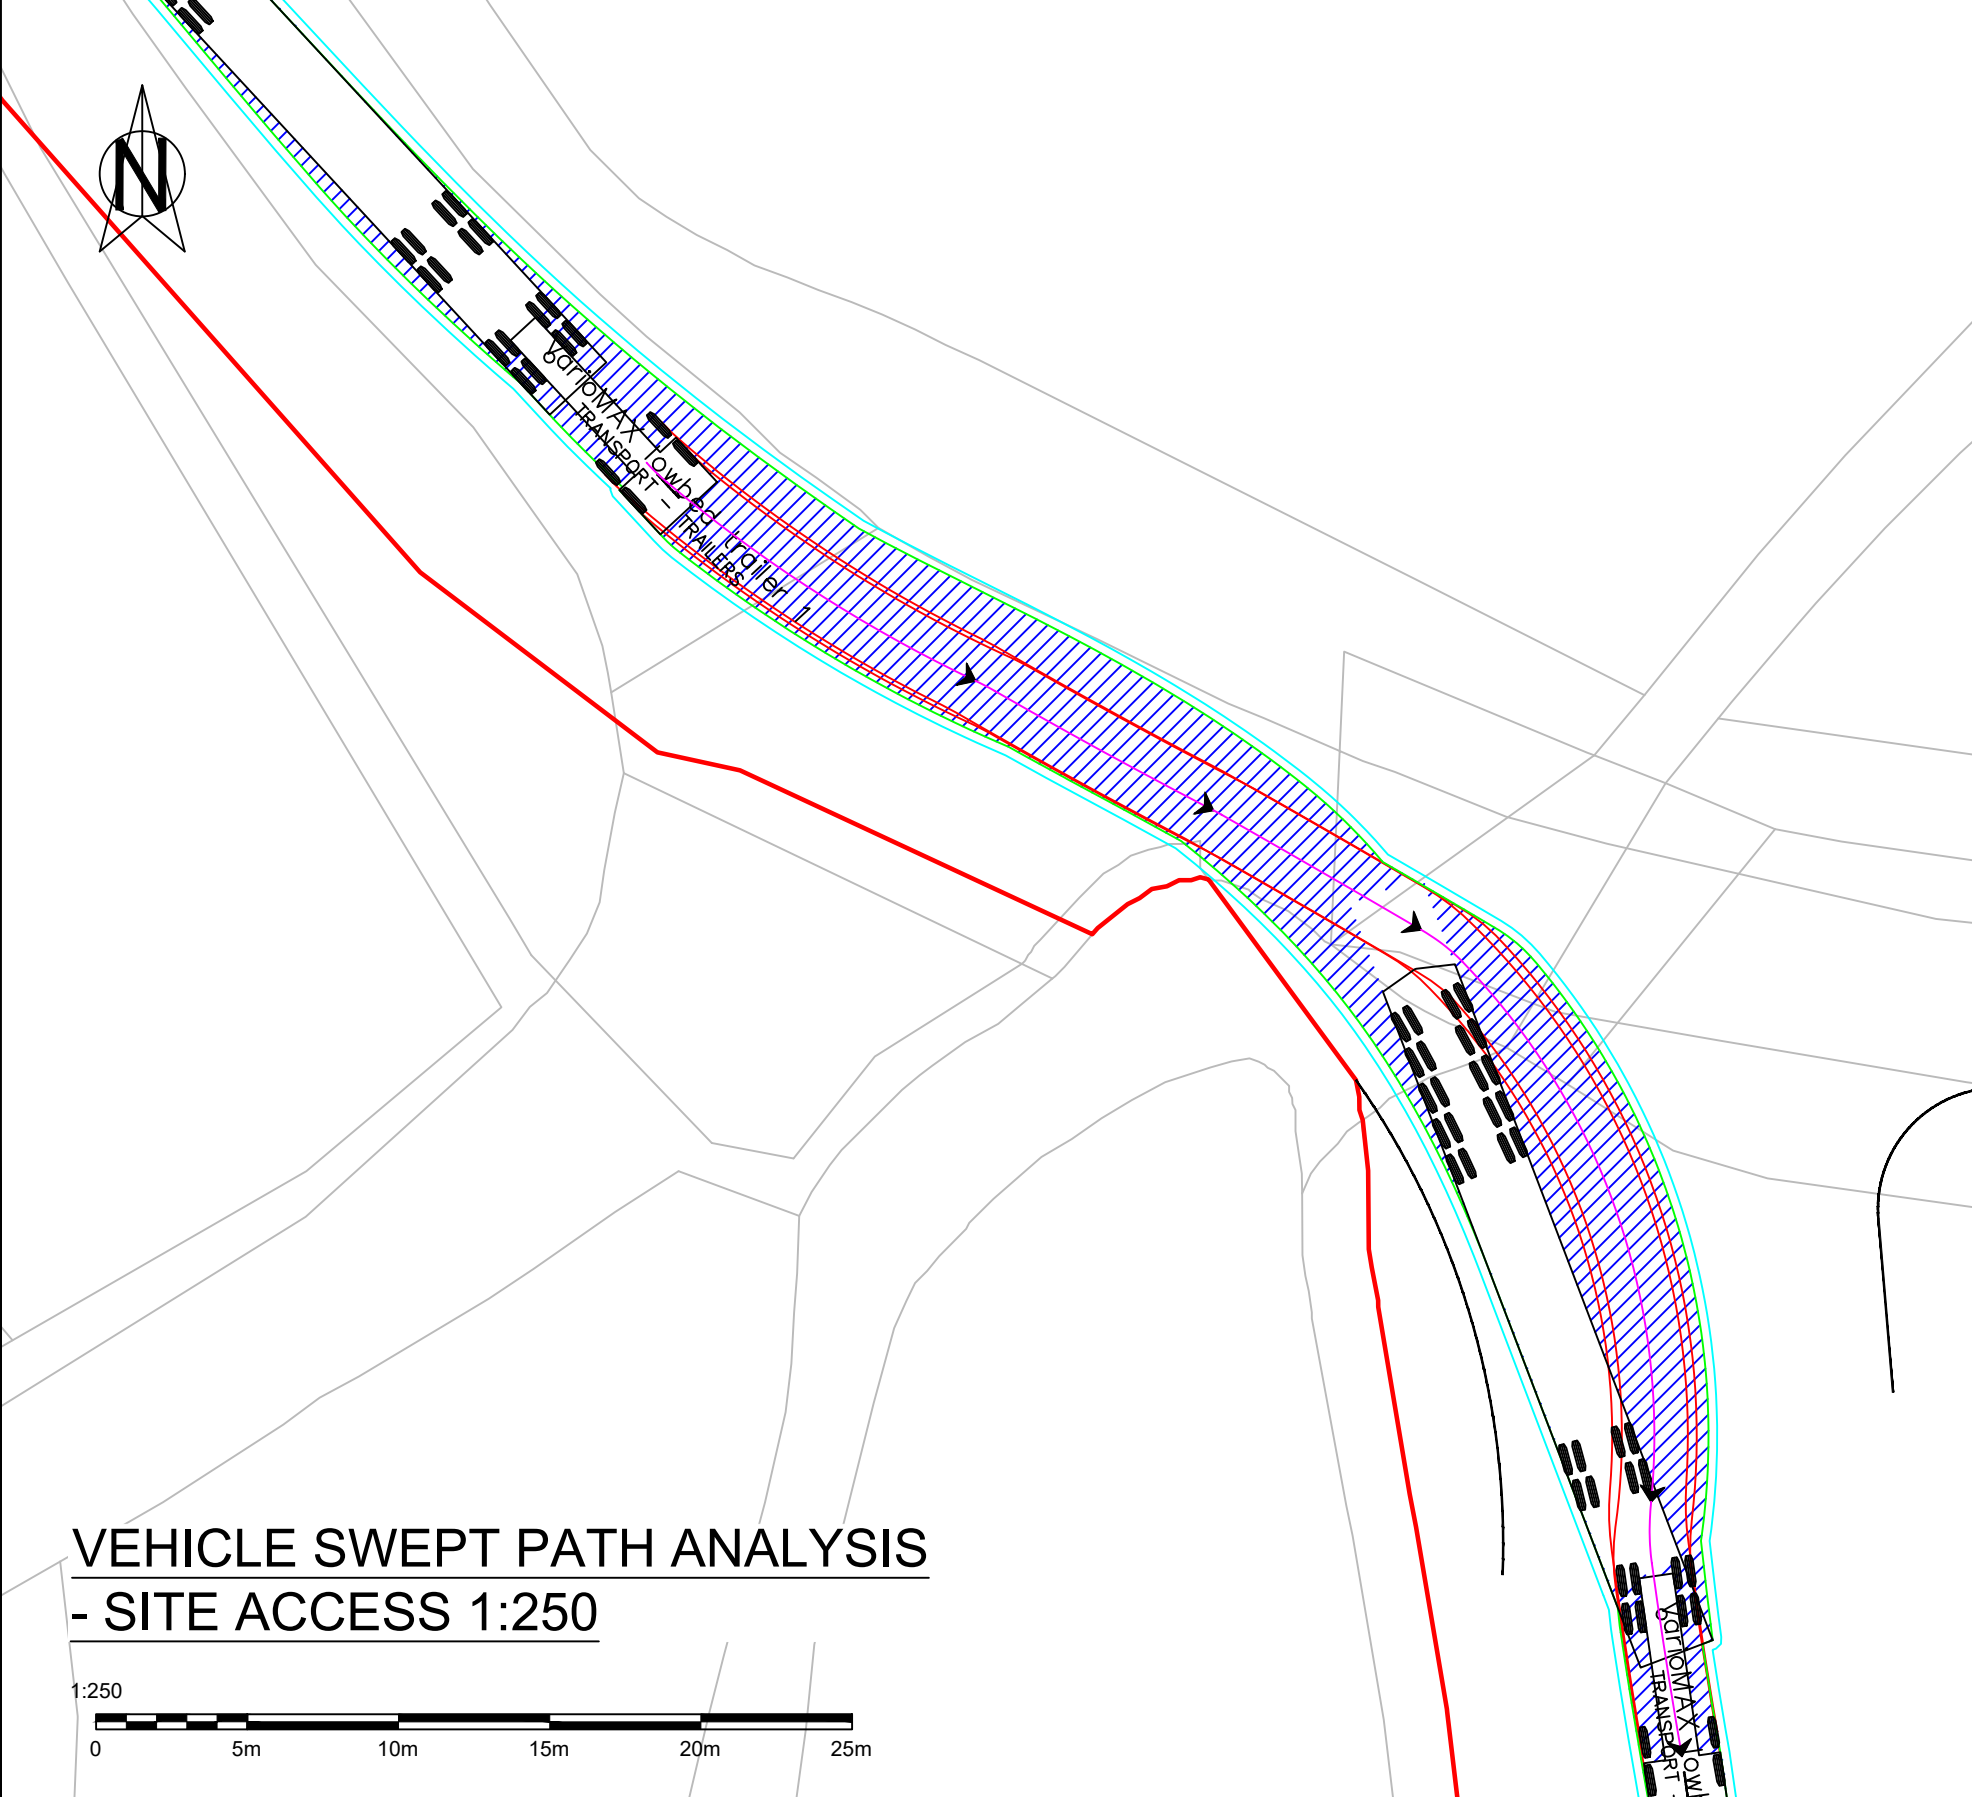 N
VarioMAX lowbed trailer 1
TRANSPORT - TRAILERS
VEHICLE SWEPT PATH ANALYSIS
- SITE ACCESS 1:250
1:250
0 5m 10m 15m 20m 25m
VarioMAX lowb
TRANSPORT -